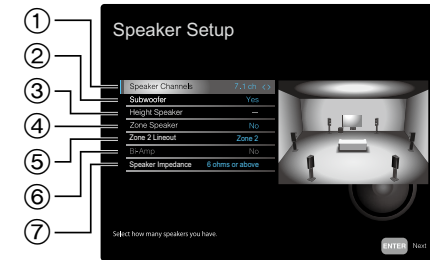 Speaker Setup
① Speaker Channels 7.1 ch <>
② Subwoofer Yes
③ Height Speaker ---
④ Zone Speaker No
⑤ Zone 2 Lineout Zone 2
⑥ Bi-Amp No
⑦ Speaker Impedance 6 ohms or above
Select how many speakers you have.
ENTER Next